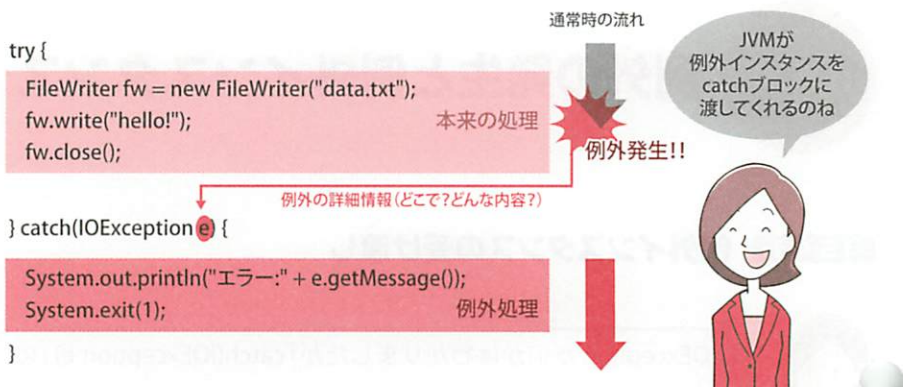 通常時の流れ
try {
FileWriter fw = new FileWriter("data.txt");
fw.write("hello!");
本来の処理
fw.close();
例外発生!!
例外の詳細情報(どこで?どんな内容?)
} catch(IOException e) {
System.out.println("エラー:" + e.getMessage());
System.exit(1);
例外処理
}
JVMが
例外インスタンスを
catchブロックに
渡してくれるのね